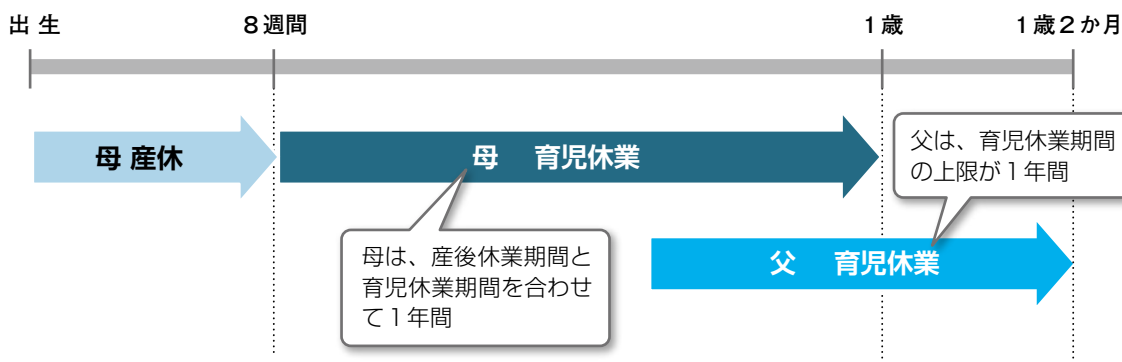 出生 8週間 1歳 1歳2か月
母 産休
母 育児休業
父は、育児休業期間
の上限が1年間
母は、産後休業期間と
育児休業期間を合わせ
て1年間
父 育児休業